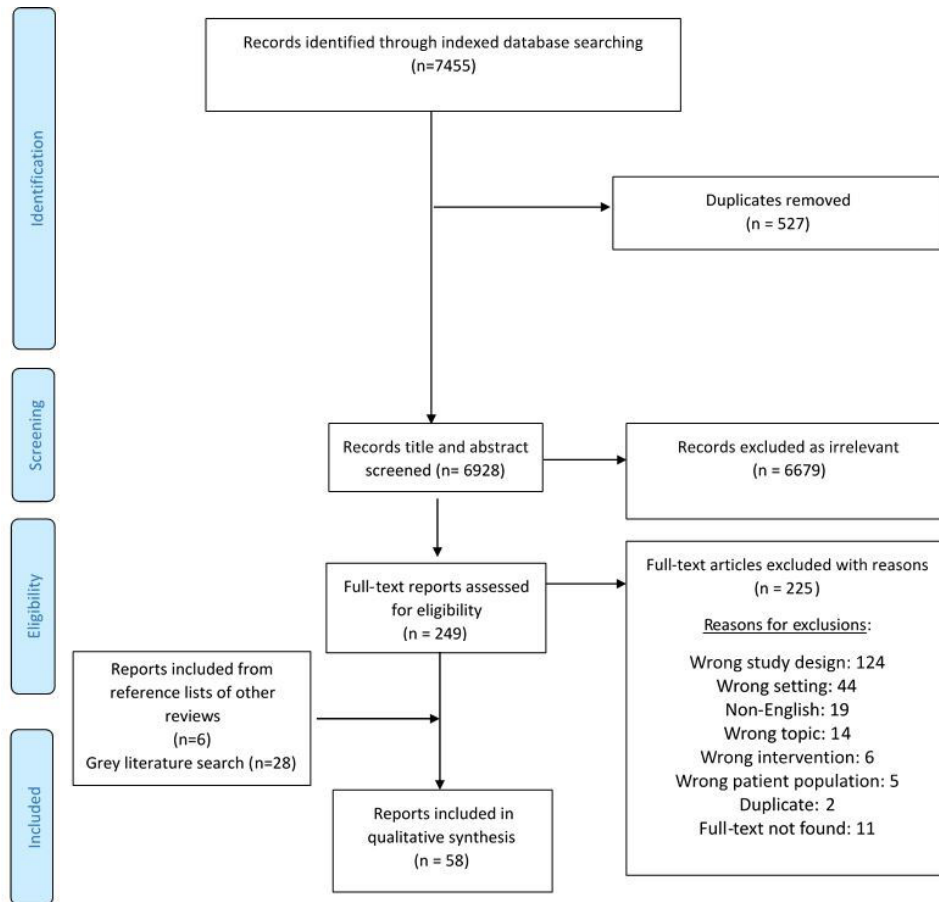 Identification
Records identified through indexed database searching
(n=7455)
Duplicates removed
(n = 527)
Screening
Records title and abstract
screened (n= 6928)
Records excluded as irrelevant
(n = 6679)
Eligibility
Full-text reports assessed
for eligibility
(n = 249)
Full-text articles excluded with reasons
(n = 225)
Reasons for exclusions:
Wrong study design: 124
Wrong setting: 44
Non-English: 19
Wrong topic: 14
Wrong intervention: 6
Wrong patient population: 5
Duplicate: 2
Full-text not found: 11
Reports included from
reference lists of other
reviews
(n=6)
Grey literature search (n=28)
Included
Reports included in
qualitative synthesis
(n = 58)